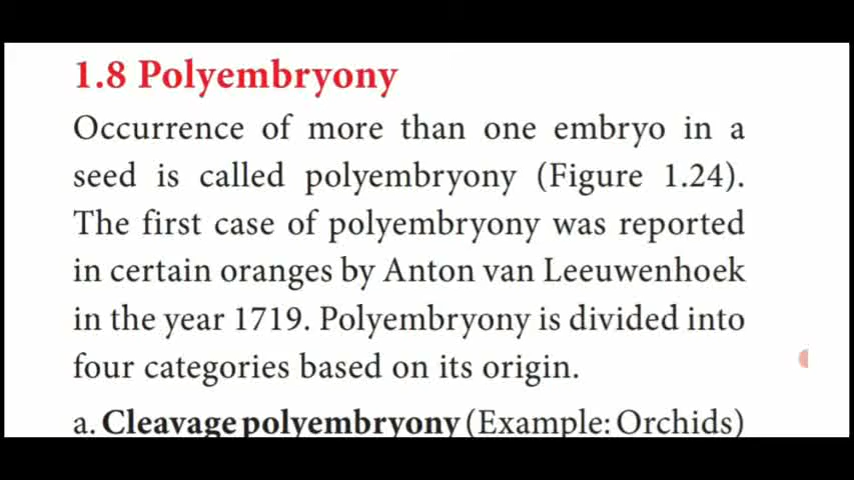 1.8 Polyembryony
Occurrence of more than one embryo in a
seed is called polyembryony (Figure 1.24).
The first case of polyembryony was reported
in certain oranges by Anton van Leeuwenhoek
in the year 1719. Polyembryony is divided into
four categories based on its origin.
a. Cleavage polyembryony (Example: Orchids)